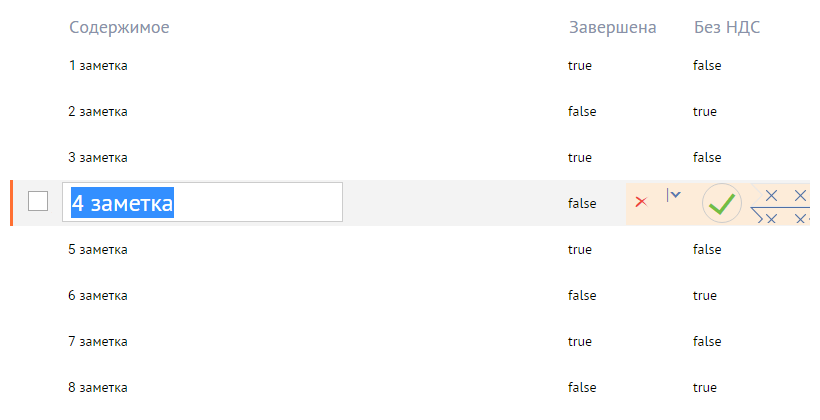 Содержимое Завершена Без НДС
1 заметка true false
2 заметка false true
3 заметка true false
4 заметка false
5 заметка true false
6 заметка false true
7 заметка true false
8 заметка false true